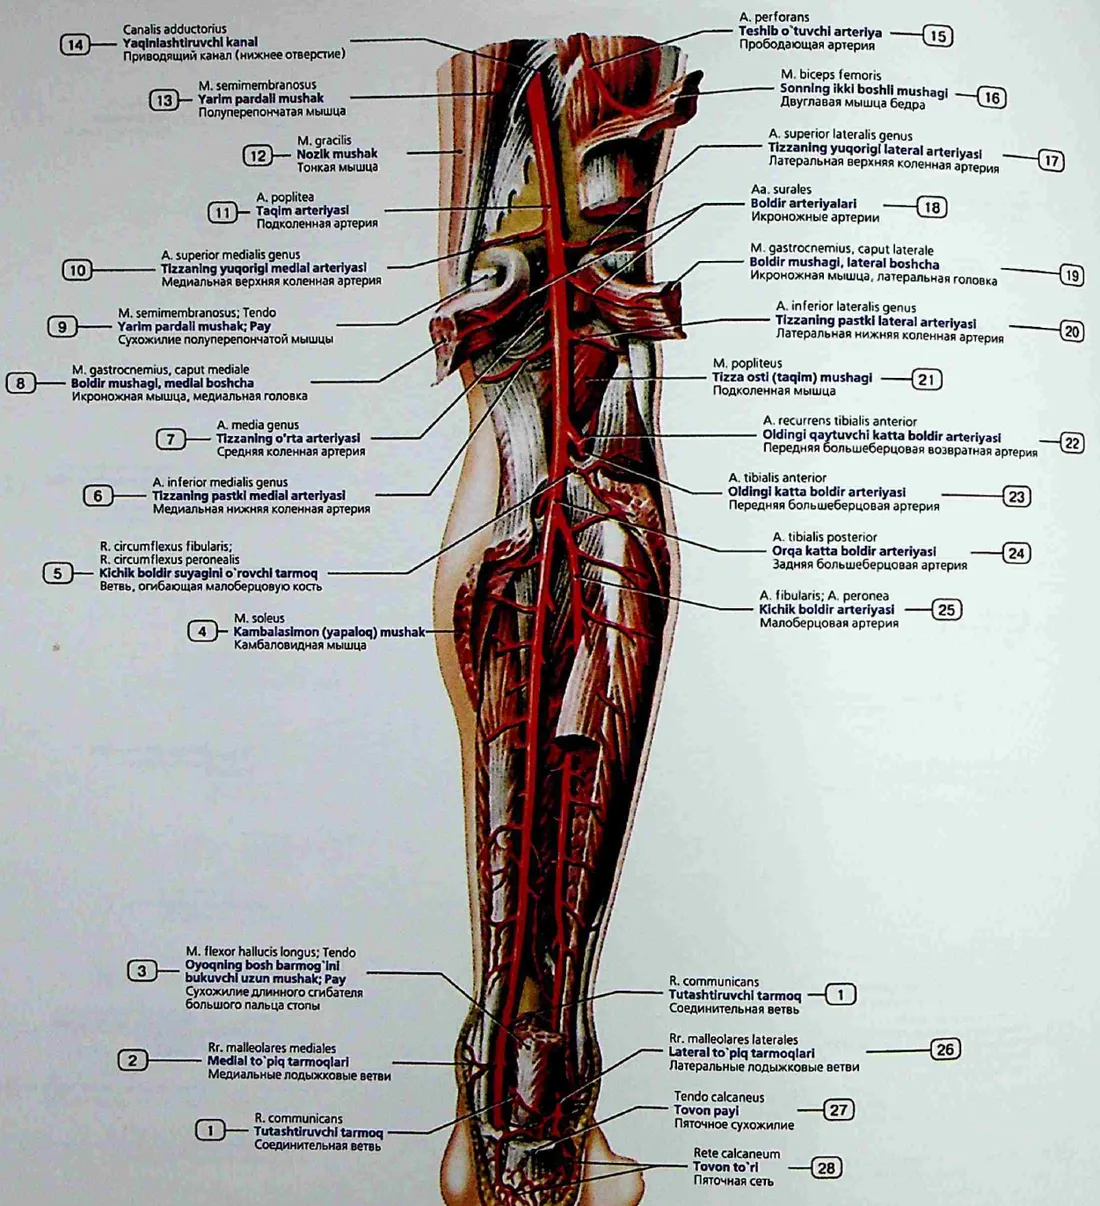 14
Canalis adductorius
Yaqinlashtiruvchi kanal
Приводящий канал (нижнее отверстие)
13
M. semimembranosus
Yarim pardali mushak
Полуперепончатая мышца
12
M. gracilis
Nozik mushak
Тонкая мышца
11
A. poplitea
Taqim arteriyasi
Подколенная артерия
10
A. superior medialis genus
Tizzaning yuqorigi medial arteriyasi
Медиальная верхняя коленная артерия
9
M. semimembranosus; Tendo
Yarim pardali mushak; Pay
Сухожилие полуперепончатой мышцы
8
M. gastrocnemius, caput mediale
Boldir mushagi, medial boshcha
Икроножная мышца, медиальная головка
7
A. media genus
Tizzaning o'rta arteriyasi
Средняя коленная артерия
6
A. inferior medialis genus
Tizzaning pastki medial arteriyasi
Медиальная нижняя коленная артерия
5
R. circumflexus fibularis;
R. circumflexus peronealis
Kichik boldir suyagini o`rovchi tarmoq
Ветвь, огибающая малоберцовую кость
4
M. soleus
Kambalasimon (yapaloq) mushak
Камбаловидная мышца
3
M. flexor hallucis longus; Tendo
Oyoqning bosh barmog`ini
bukuvchi uzun mushak; Pay
Сухожилие длинного сгибателя
большого пальца стопы
2
Rr. malleolares mediales
Medial to`piq tarmoqlari
Медиальные лодыжковые ветви
1
R. communicans
Tutashtiruvchi tarmoq
Соединительная ветвь
15
A. perforans
Teshib o`tuvchi arteriya
Прободающая артерия
16
M. biceps femoris
Sonning ikki boshli mushagi
Двуглавая мышца бедра
17
A. superior lateralis genus
Tizzaning yuqorigi lateral arteriyasi
Латеральная верхняя коленная артерия
18
Aa. surales
Boldir arteriyalari
Икроножные артерии
19
M. gastrocnemius, caput laterale
Boldir mushagi, lateral boshcha
Икроножная мышца, латеральная головка
20
A. inferior lateralis genus
Tizzaning pastki lateral arteriyasi
Латеральная нижняя коленная артерия
21
M. popliteus
Tizza osti (taqim) mushagi
Подколенная мышца
22
A. recurrens tibialis anterior
Oldingi qaytuvchi katta boldir arteriyasi
Передняя большеберцовая возвратная артерия
23
A. tibialis anterior
Oldingi katta boldir arteriyasi
Передняя большеберцовая артерия
24
A. tibialis posterior
Orqa katta boldir arteriyasi
Задняя большеберцовая артерия
25
A. fibularis; A. peronea
Kichik boldir arteriyasi
Малоберцовая артерия
1
R. communicans
Tutashtiruvchi tarmoq
Соединительная ветвь
26
Rr. malleolares laterales
Lateral to`piq tarmoqlari
Латеральные лодыжковые ветви
27
Tendo calcaneus
Tovon payi
Пяточное сухожилие
28
Rete calcaneum
Tovon to`ri
Пяточная сеть